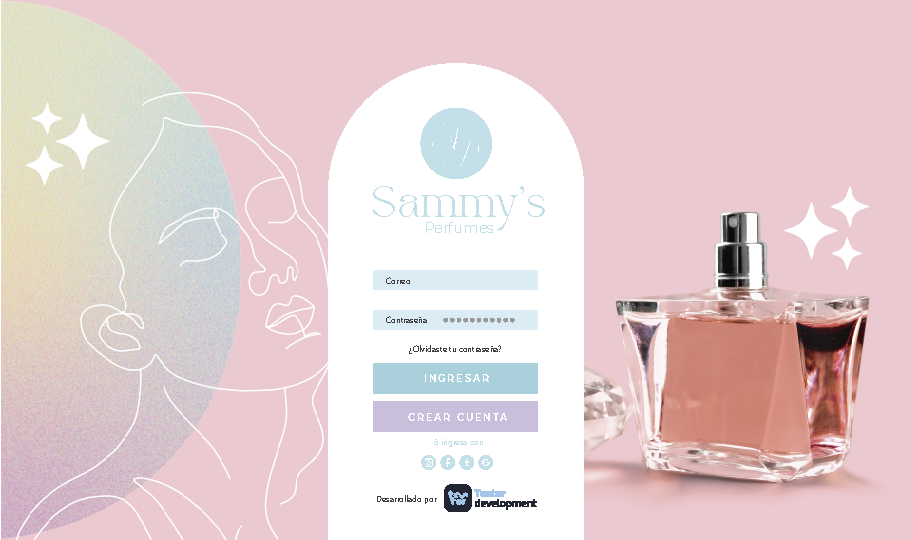 Sammy's
Perfumes
Correo
Contraseña
¿Olvidaste tu contraseña?
INGRESAR
CREAR CUENTA
ó ingresa con
Desarrollado por
development